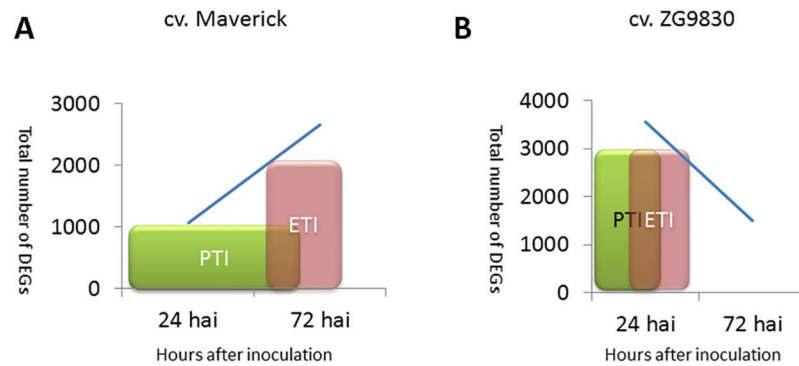 A
cv. Maverick
Total number of DEGs
3000
2000
1000
0
PTI
ETI
24 hai
72 hai
Hours after inoculation
B
cv. ZG9830
Total number of DEGs
4000
3000
2000
1000
0
PTI ETI
24 hai
72 hai
Hours after inoculation